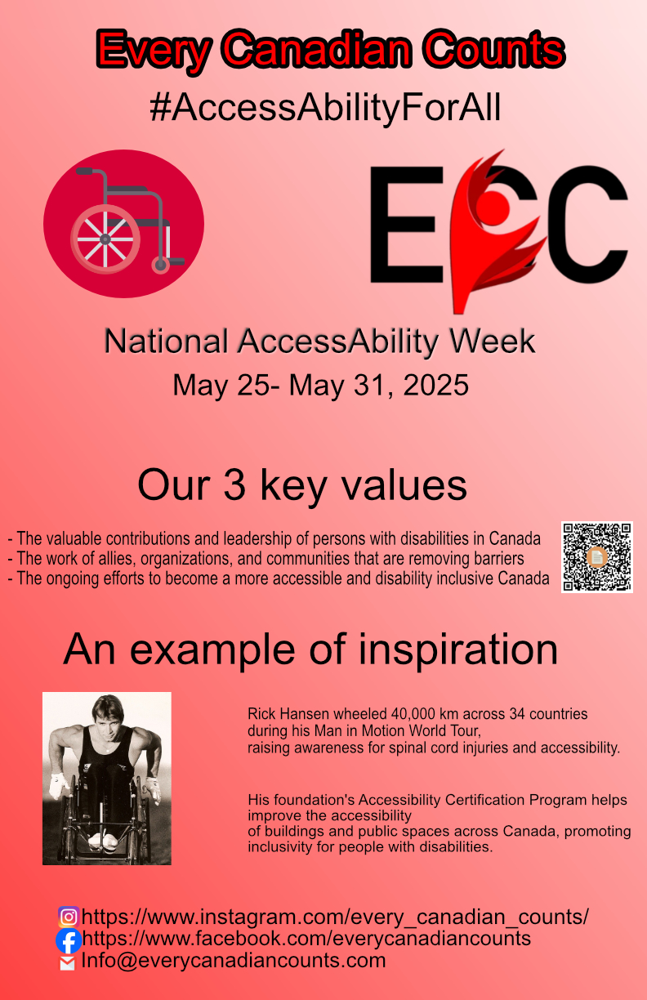 Every Canadian Counts
#AccessAbilityForAll
ECC
National AccessAbility Week
May 25- May 31, 2025
Our 3 key values
- The valuable contributions and leadership of persons with disabilities in Canada
- The work of allies, organizations, and communities that are removing barriers
- The ongoing efforts to become a more accessible and disability inclusive Canada
An example of inspiration
Rick Hansen wheeled 40,000 km across 34 countries
during his Man in Motion World Tour,
raising awareness for spinal cord injuries and accessibility.
His foundation's Accessibility Certification Program helps
improve the accessibility
of buildings and public spaces across Canada, promoting
inclusivity for people with disabilities.
https://www.instagram.com/every_canadian_counts/
https://www.facebook.com/everycanadiancounts
Info@everycanadiancounts.com